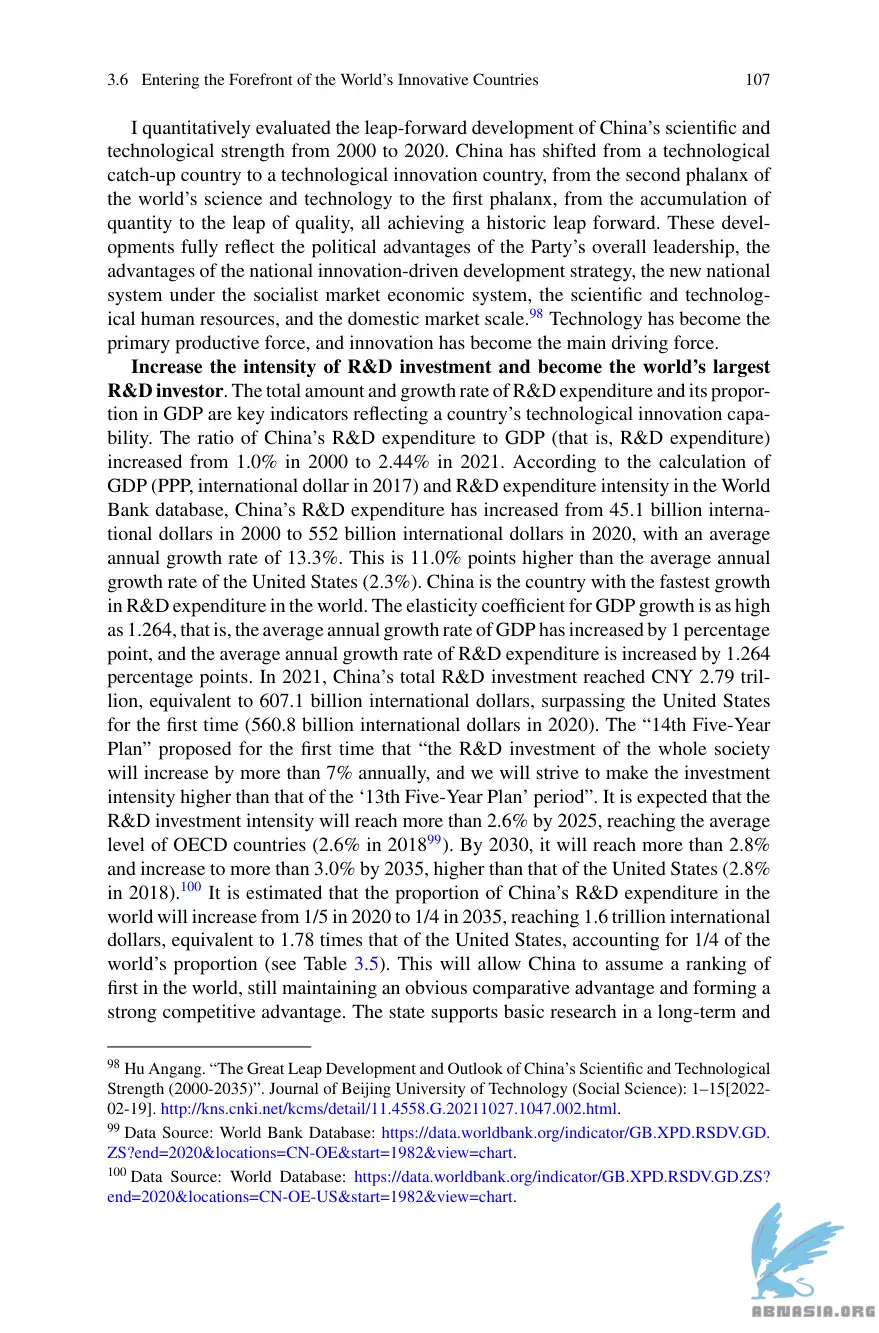 3.6 Entering the Forefront of the World’s Innovative Countries 107
I quantitatively evaluated the leap-forward development of China’s scientific and
technological strength from 2000 to 2020. China has shifted from a technological
catch-up country to a technological innovation country, from the second phalanx of
the world’s science and technology to the first phalanx, from the accumulation of
quantity to the leap of quality, all achieving a historic leap forward. These devel-
opments fully reflect the political advantages of the Party’s overall leadership, the
advantages of the national innovation-driven development strategy, the new national
system under the socialist market economic system, the scientific and technolog-
ical human resources, and the domestic market scale.98 Technology has become the
primary productive force, and innovation has become the main driving force.
Increase the intensity of R&D investment and become the world’s largest
R&D investor. The total amount and growth rate of R&D expenditure and its propor-
tion in GDP are key indicators reflecting a country’s technological innovation capa-
bility. The ratio of China’s R&D expenditure to GDP (that is, R&D expenditure)
increased from 1.0% in 2000 to 2.44% in 2021. According to the calculation of
GDP (PPP, international dollar in 2017) and R&D expenditure intensity in the World
Bank database, China’s R&D expenditure has increased from 45.1 billion interna-
tional dollars in 2000 to 552 billion international dollars in 2020, with an average
annual growth rate of 13.3%. This is 11.0% points higher than the average annual
growth rate of the United States (2.3%). China is the country with the fastest growth
in R&D expenditure in the world. The elasticity coefficient for GDP growth is as high
as 1.264, that is, the average annual growth rate of GDP has increased by 1 percentage
point, and the average annual growth rate of R&D expenditure is increased by 1.264
percentage points. In 2021, China’s total R&D investment reached CNY 2.79 tril-
lion, equivalent to 607.1 billion international dollars, surpassing the United States
for the first time (560.8 billion international dollars in 2020). The “14th Five-Year
Plan” proposed for the first time that “the R&D investment of the whole society
will increase by more than 7% annually, and we will strive to make the investment
intensity higher than that of the ‘13th Five-Year Plan’ period”. It is expected that the
R&D investment intensity will reach more than 2.6% by 2025, reaching the average
level of OECD countries (2.6% in 201899). By 2030, it will reach more than 2.8%
and increase to more than 3.0% by 2035, higher than that of the United States (2.8%
in 2018).100 It is estimated that the proportion of China’s R&D expenditure in the
world will increase from 1/5 in 2020 to 1/4 in 2035, reaching 1.6 trillion international
dollars, equivalent to 1.78 times that of the United States, accounting for 1/4 of the
world’s proportion (see Table 3.5). This will allow China to assume a ranking of
first in the world, still maintaining an obvious comparative advantage and forming a
strong competitive advantage. The state supports basic research in a long-term and
98 Hu Angang. “The Great Leap Development and Outlook of China’s Scientific and Technological
Strength (2000-2035)”. Journal of Beijing University of Technology (Social Science): 1–15[2022-
02-19]. http://kns.cnki.net/kcms/detail/11.4558.G.20211027.1047.002.html.
99 Data Source: World Bank Database: https://data.worldbank.org/indicator/GB.XPD.RSDV.GD.
ZS?end=2020&locations=CN-OE&start=1982&view=chart.
100 Data Source: World Database: https://data.worldbank.org/indicator/GB.XPD.RSDV.GD.ZS?
end=2020&locations=CN-OE-US&start=1982&view=chart.
ABNASIA.ORG